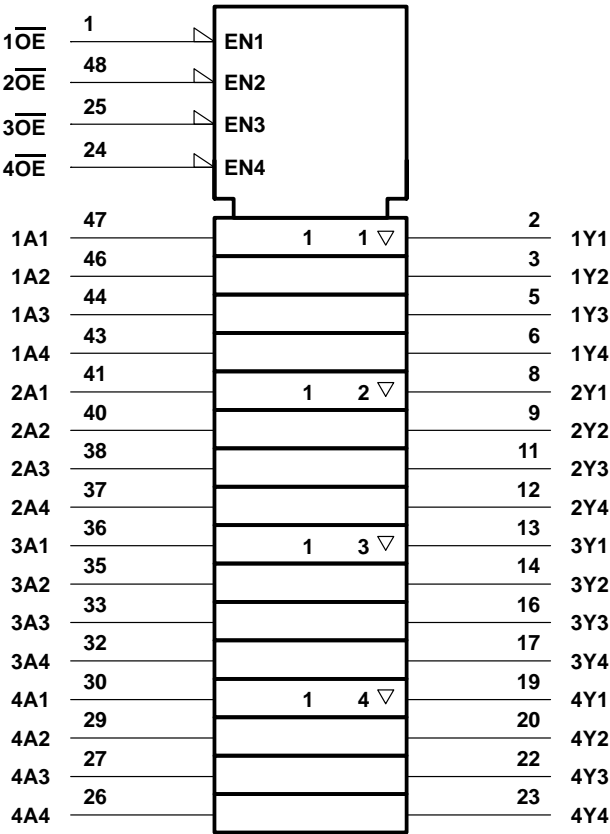 1O̅E̅ 1 EN1
2O̅E̅ 48 EN2
3O̅E̅ 25 EN3
4O̅E̅ 24 EN4
1A1 47 1 1 ▽ 2 1Y1
1A2 46 3 1Y2
1A3 44 5 1Y3
1A4 43 6 1Y4
2A1 41 1 2 ▽ 8 2Y1
2A2 40 9 2Y2
2A3 38 11 2Y3
2A4 37 12 2Y4
3A1 36 1 3 ▽ 13 3Y1
3A2 35 14 3Y2
3A3 33 16 3Y3
3A4 32 17 3Y4
4A1 30 1 4 ▽ 19 4Y1
4A2 29 20 4Y2
4A3 27 22 4Y3
4A4 26 23 4Y4